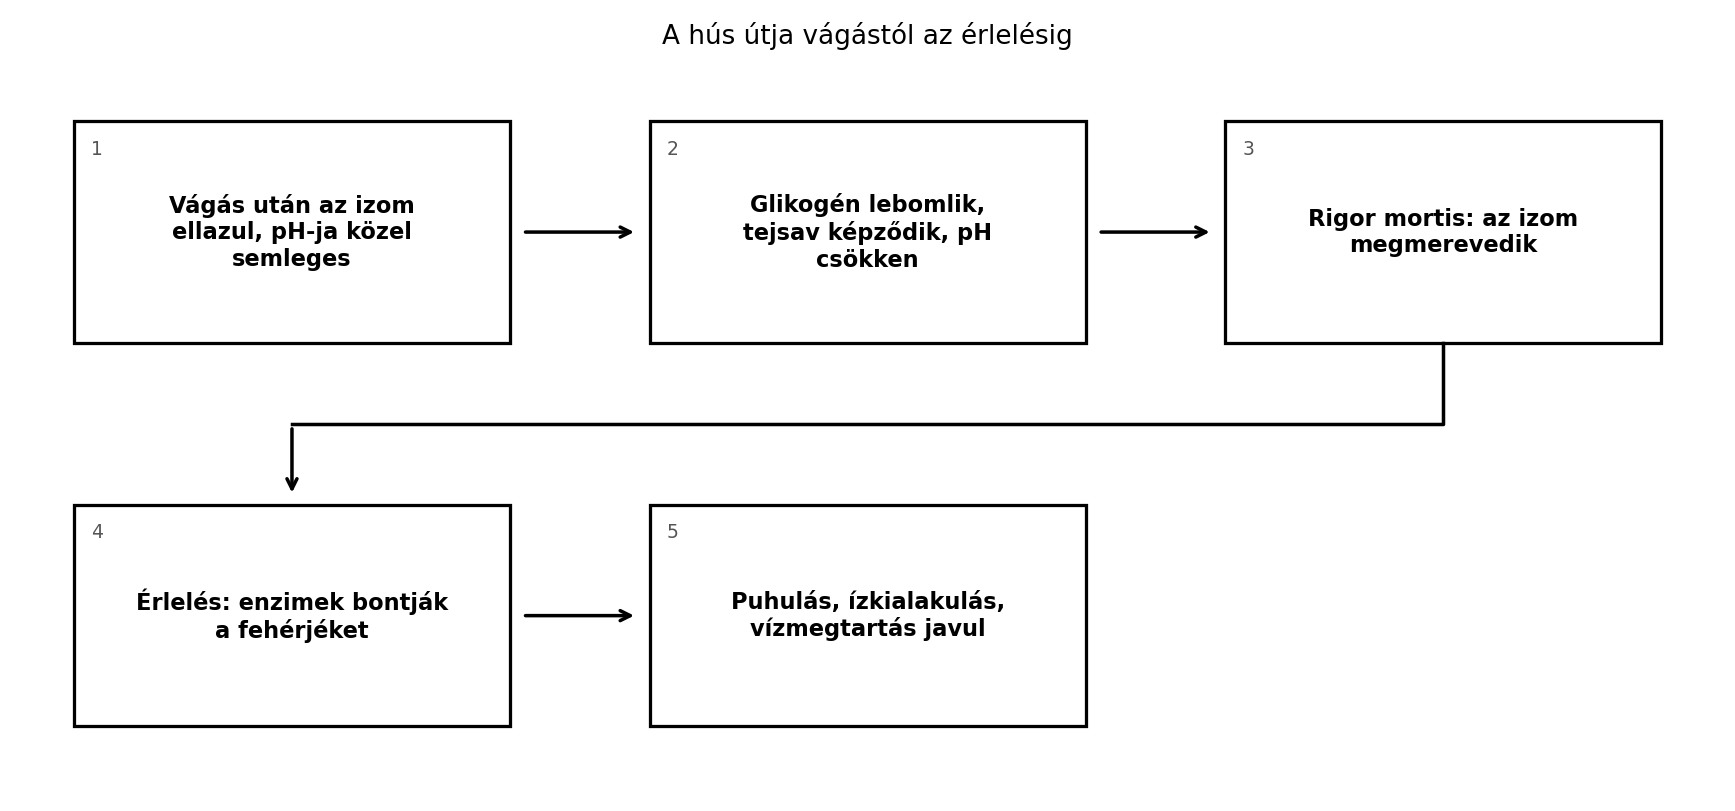 A hús útja vágástól az érlelésig
1
Vágás után az izom
ellazul, pH-ja közel
semleges
2
Glikogén lebomlik,
tejsav képződik, pH
csökken
3
Rigor mortis: az izom
megmerevedik
4
Érlelés: enzimek bontják
a fehérjéket
5
Puhulás, ízkialakulás,
vízmegtartás javul